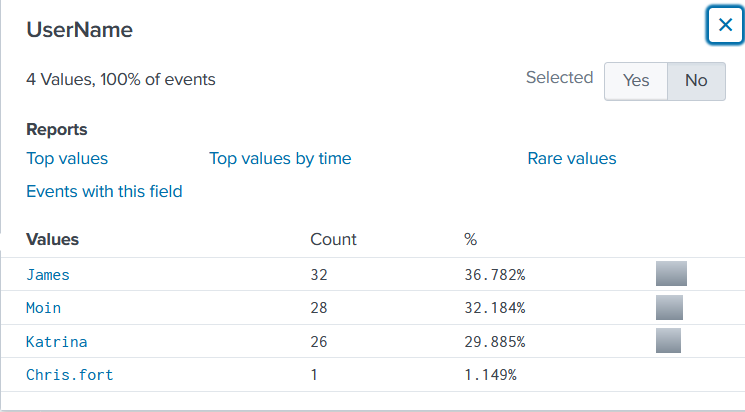 UserName
4 Values, 100% of events
Selected Yes No
Reports
Top values Top values by time Rare values
Events with this field
Values Count %
James 32 36.782%
Moin 28 32.184%
Katrina 26 29.885%
Chris.fort 1 1.149%